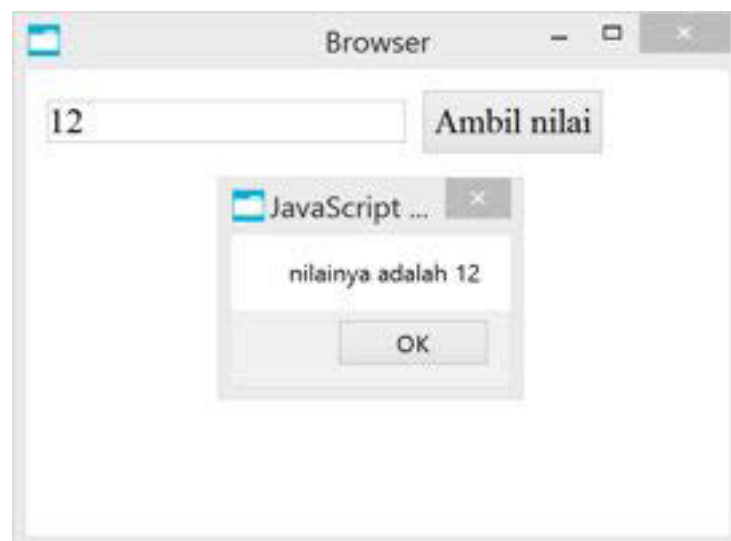 Browser
12
Ambil nilai
JavaScript ...
nilainya adalah 12
OK